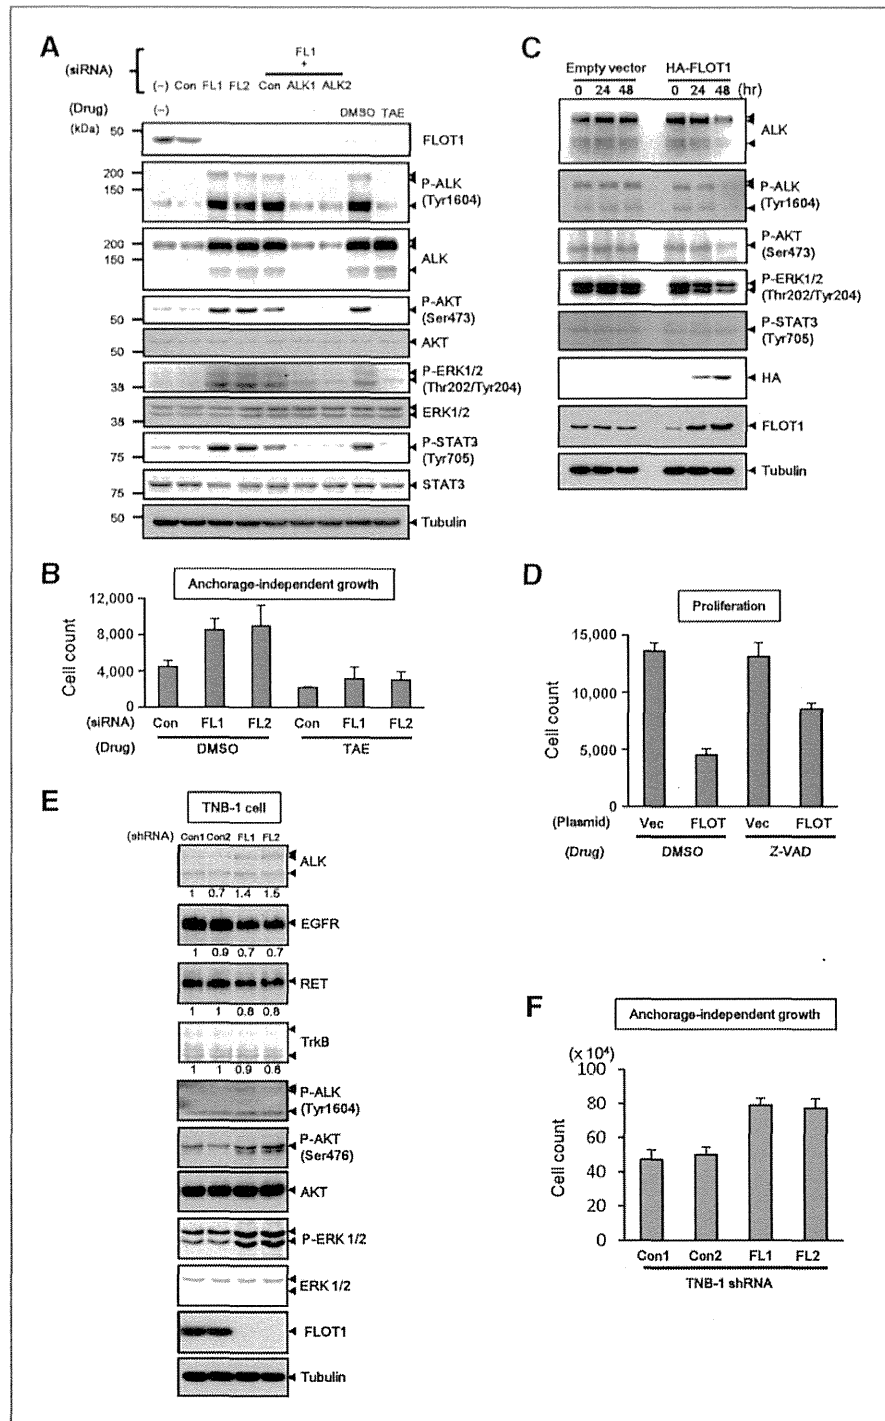 A
FL1
+
(siRNA)
(-) Con FL1 FL2 Con ALK1 ALK2
(Drug) (-) DMSO TAE
(kDa)
50
FLOT1
200
150
P-ALK
(Tyr1604)
200
150
ALK
50
P-AKT
(Ser473)
50
AKT
38
P-ERK1/2
(Thr202/Tyr204)
38
ERK1/2
75
P-STAT3
(Tyr705)
75
STAT3
50
Tubulin
B
Anchorage-independent growth
12,000
8,000
4,000
0
Cell count
(siRNA) Con FL1 FL2 Con FL1 FL2
(Drug) DMSO TAE
C
Empty vector HA-FLOT1
0 24 48 0 24 48 (hr)
ALK
P-ALK
(Tyr1604)
P-AKT
(Ser473)
P-ERK1/2
(Thr202/Tyr204)
P-STAT3
(Tyr705)
HA
FLOT1
Tubulin
D
Proliferation
15,000
10,000
5,000
0
Cell count
(Plasmid) Vec FLOT Vec FLOT
(Drug) DMSO Z-VAD
E
TNB-1 cell
(shRNA) Con1 Con2 FL1 FL2
ALK
1 0.7 1.4 1.5
EGFR
1 0.9 0.7 0.7
RET
1 1 0.8 0.8
TrkB
1 1 0.9 0.8
P-ALK
(Tyr1604)
P-AKT
(Ser476)
AKT
P-ERK 1/2
ERK 1/2
FLOT1
Tubulin
F
Anchorage-independent growth
(x 10⁴)
100
80
60
40
20
0
Cell count
Con1 Con2 FL1 FL2
TNB-1 shRNA